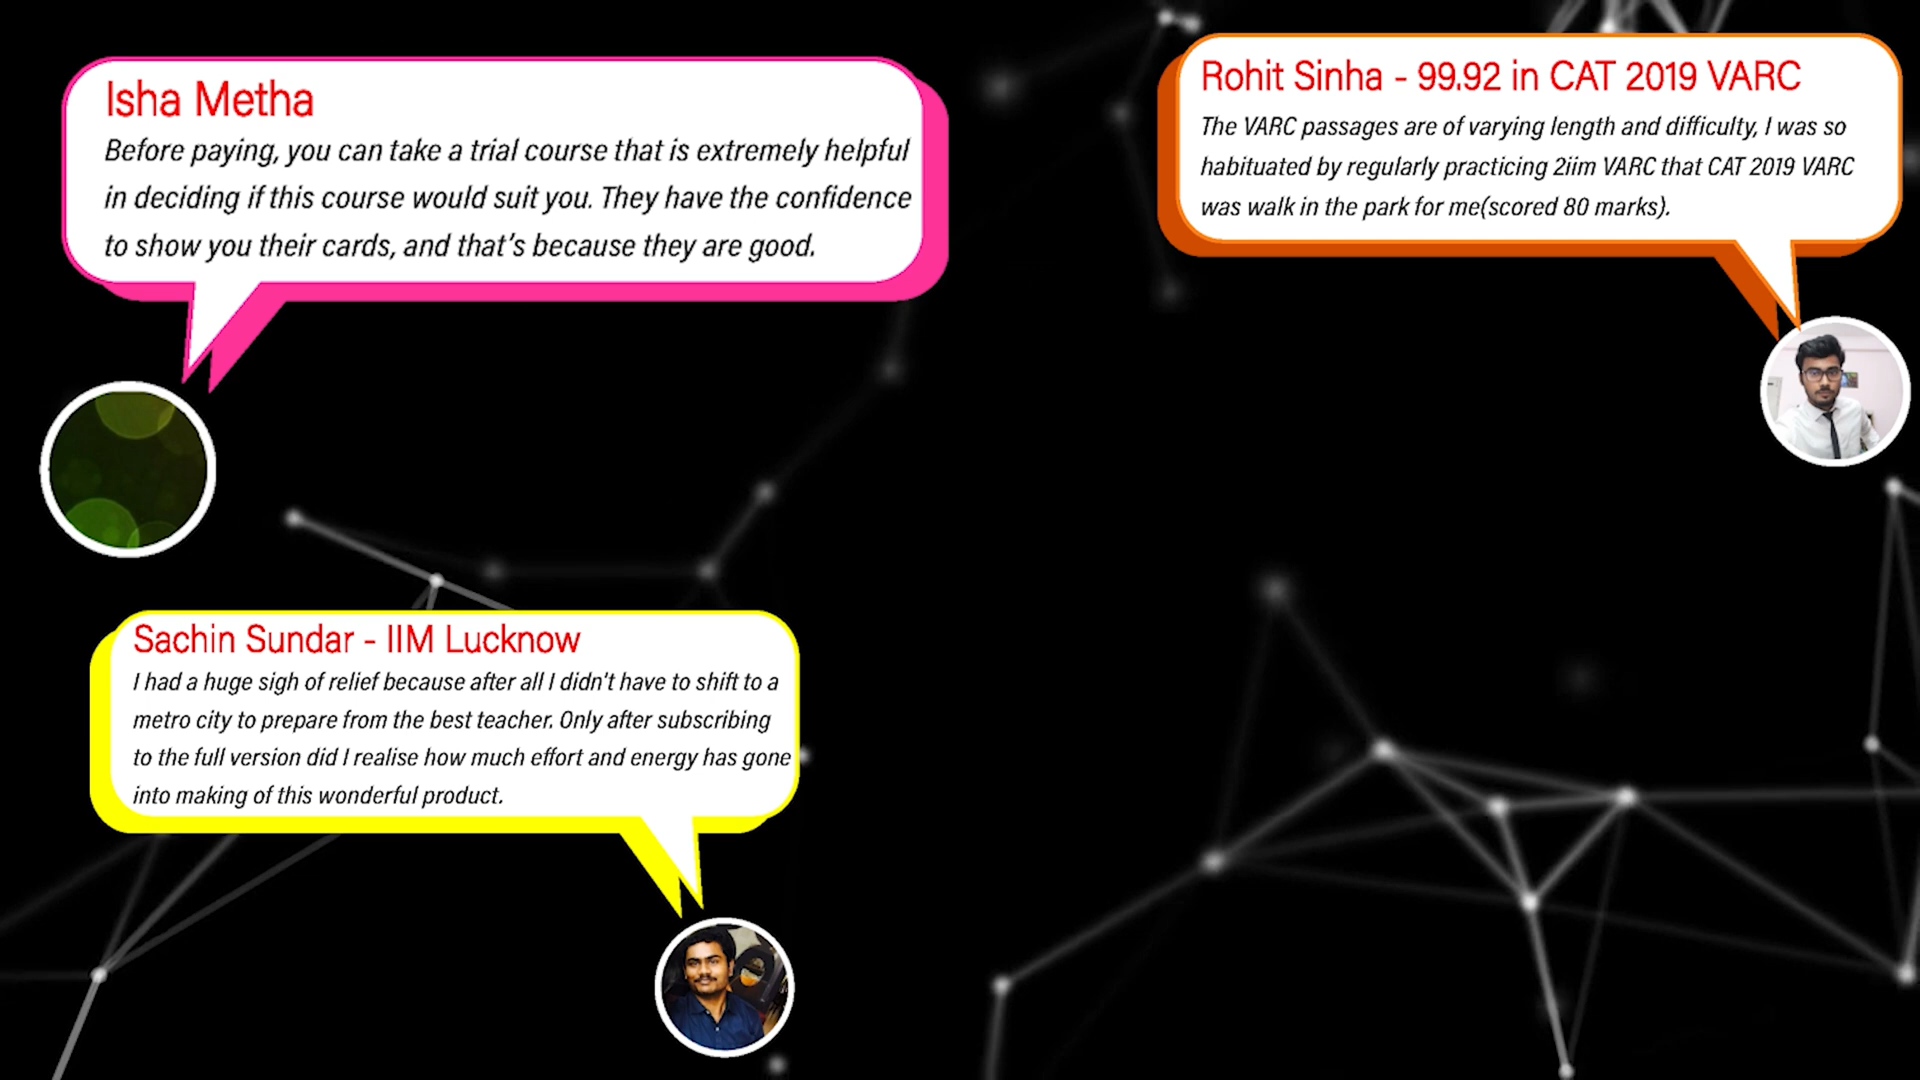 Isha Metha
Before paying, you can take a trial course that is extremely helpful
in deciding if this course would suit you. They have the confidence
to show you their cards, and that's because they are good.
Rohit Sinha - 99.92 in CAT 2019 VARC
The VARC passages are of varying length and difficulty, I was so
habituated by regularly practicing 2iim VARC that CAT 2019 VARC
was walk in the park for me(scored 80 marks).
Sachin Sundar - IIM Lucknow
I had a huge sigh of relief because after all I didn't have to shift to a
metro city to prepare from the best teacher. Only after subscribing
to the full version did I realise how much effort and energy has gone
into making of this wonderful product.